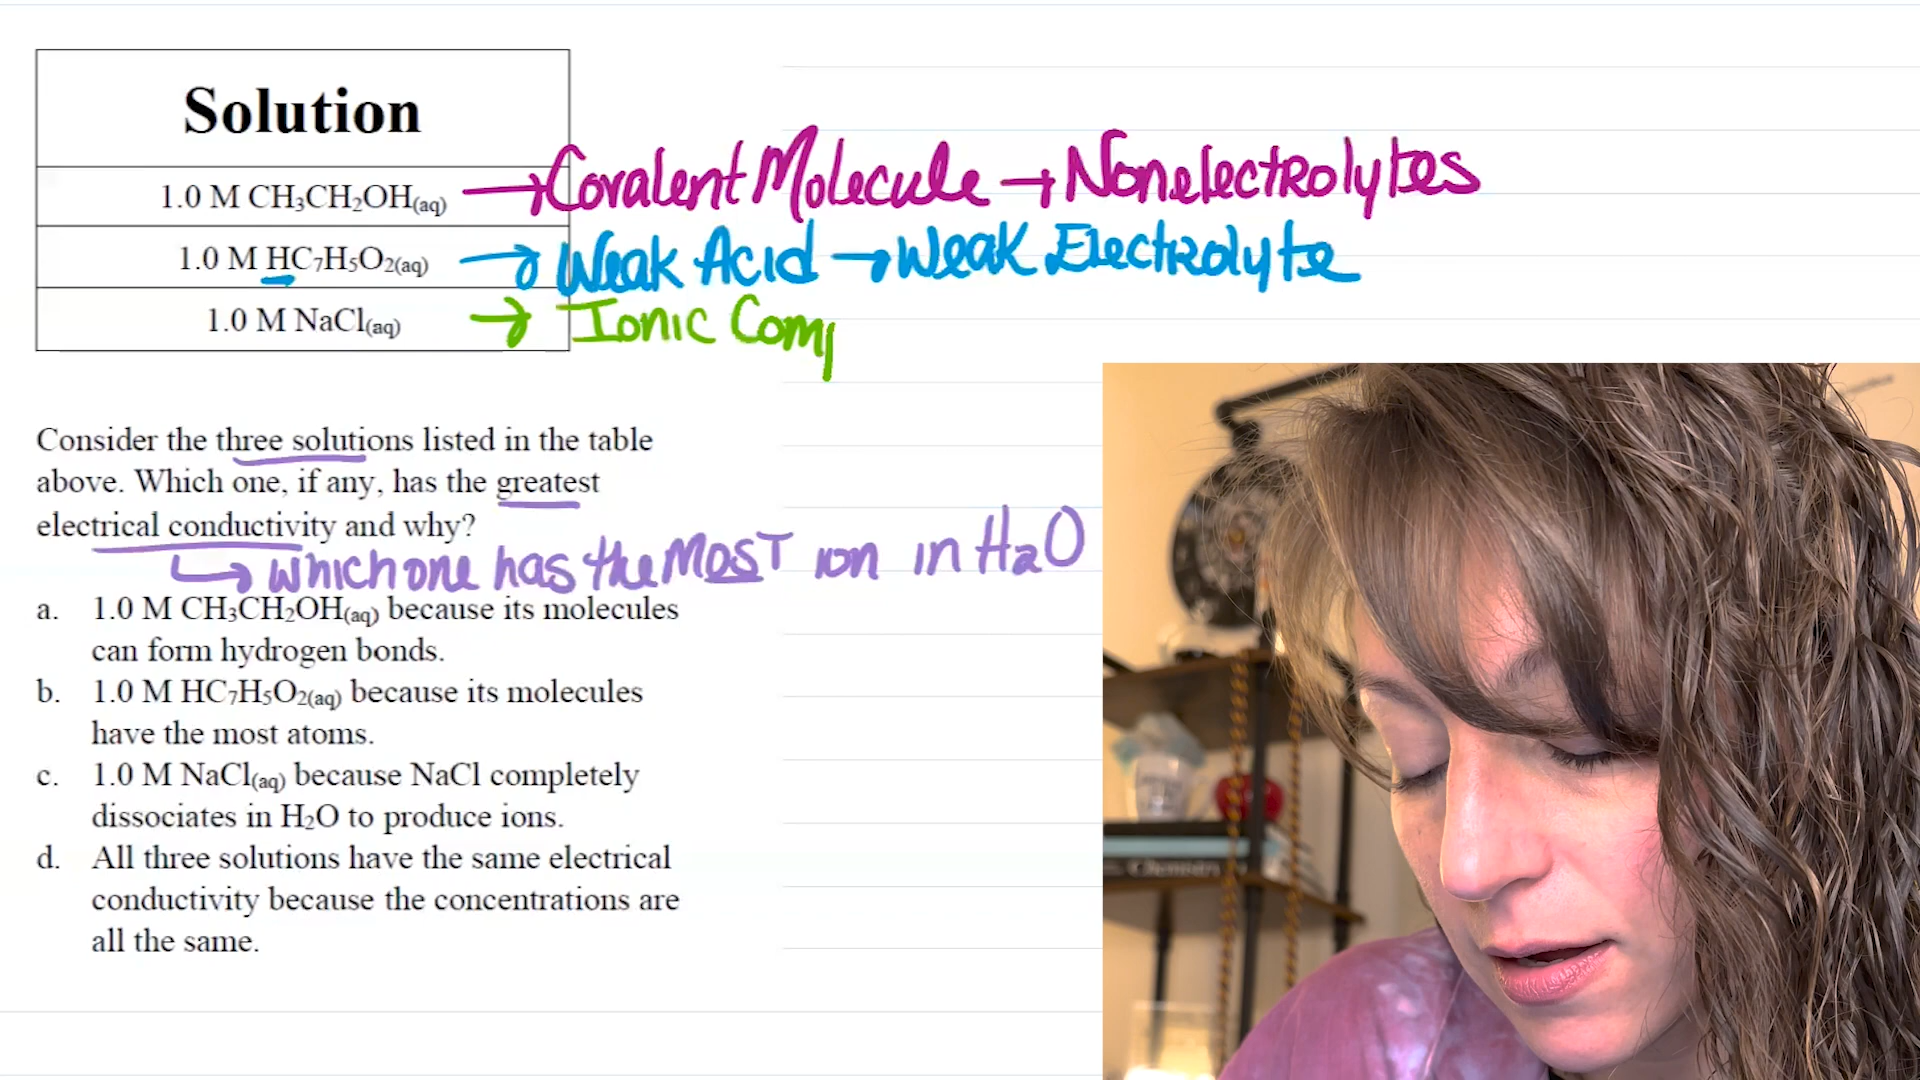 Solution
1.0 M CH₃CH₂OH(aq) → Covalent Molecule → Nonelectrolytes
1.0 M HC₇H₅O₂(aq) → Weak Acid → Weak Electrolyte
1.0 M NaCl(aq) → Ionic Comp
Consider the three solutions listed in the table
above. Which one, if any, has the greatest
electrical conductivity and why?
↳ which one has the MOST ion in H₂O
a. 1.0 M CH₃CH₂OH(aq) because its molecules
can form hydrogen bonds.
b. 1.0 M HC₇H₅O₂(aq) because its molecules
have the most atoms.
c. 1.0 M NaCl(aq) because NaCl completely
dissociates in H₂O to produce ions.
d. All three solutions have the same electrical
conductivity because the concentrations are
all the same.